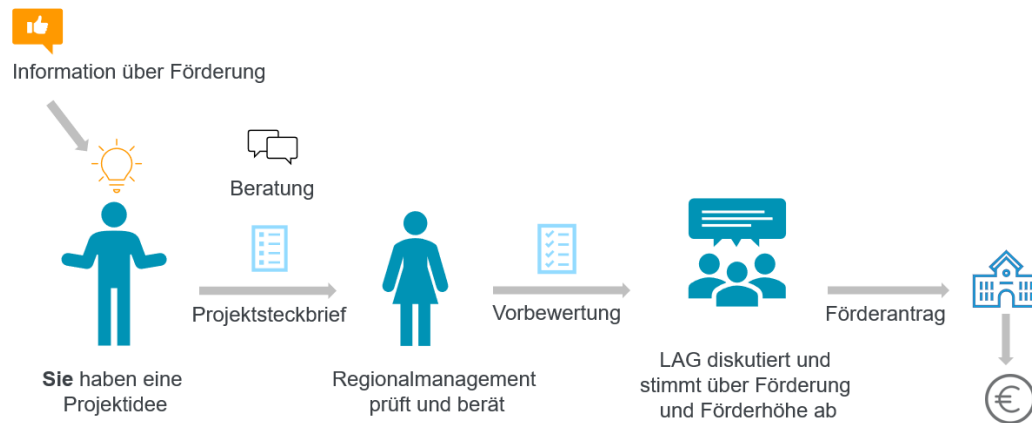 Information über Förderung
Beratung
Projektsteckbrief
Vorbewertung
Förderantrag
Sie haben eine
Projektidee
Regionalmanagement
prüft und berät
LAG diskutiert und
stimmt über Förderung
und Förderhöhe ab
€